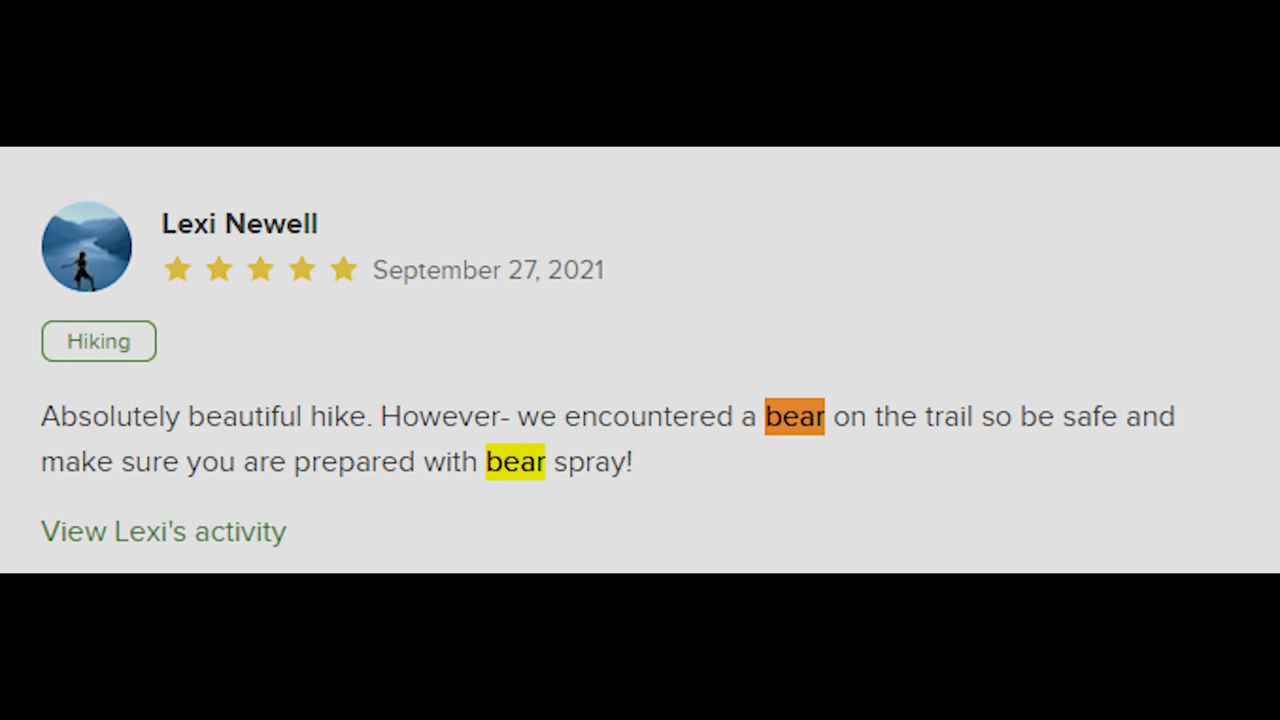 Lexi Newell
September 27, 2021
Hiking
Absolutely beautiful hike. However- we encountered a bear on the trail so be safe and
make sure you are prepared with bear spray!
View Lexi's activity